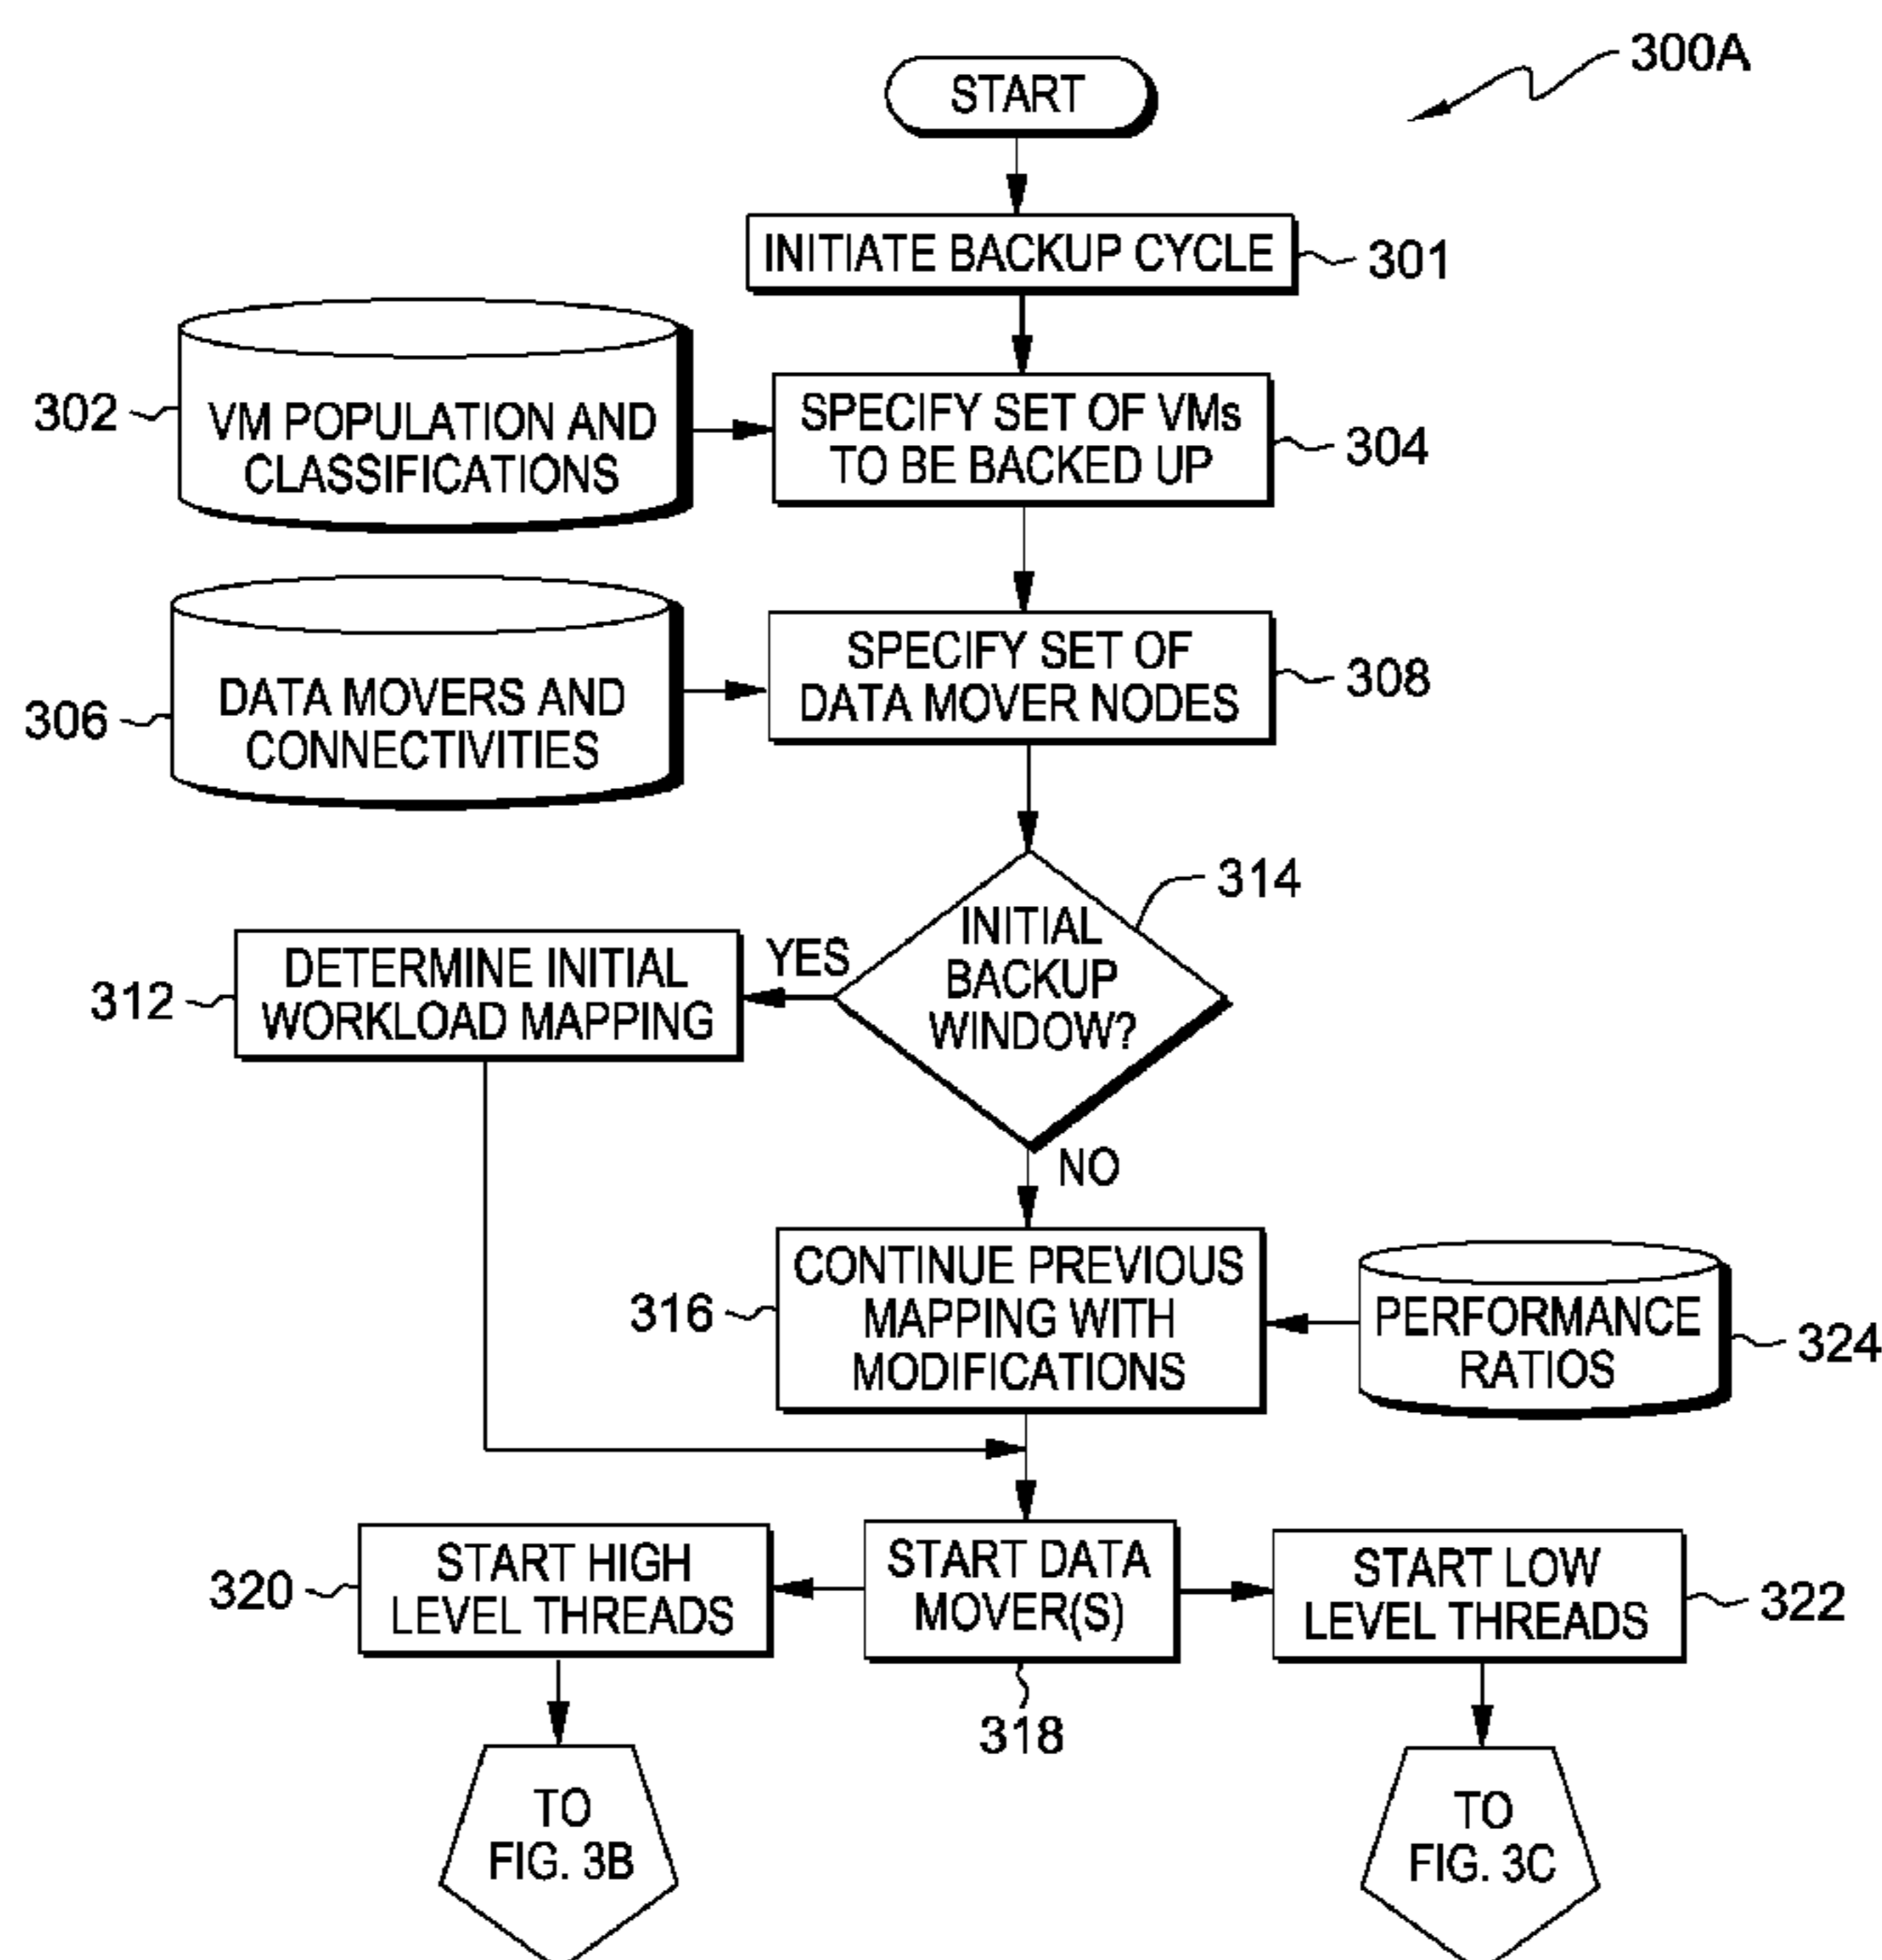 300A
START
INITIATE BACKUP CYCLE
301
302
VM POPULATION AND
CLASSIFICATIONS
SPECIFY SET OF VMs
TO BE BACKED UP
304
306
DATA MOVERS AND
CONNECTIVITIES
SPECIFY SET OF
DATA MOVER NODES
308
314
INITIAL
BACKUP
WINDOW?
YES
312
DETERMINE INITIAL
WORKLOAD MAPPING
NO
316
CONTINUE PREVIOUS
MAPPING WITH
MODIFICATIONS
PERFORMANCE
RATIOS
324
320
START HIGH
LEVEL THREADS
START DATA
MOVER(S)
318
START LOW
LEVEL THREADS
322
TO
FIG. 3B
TO
FIG. 3C